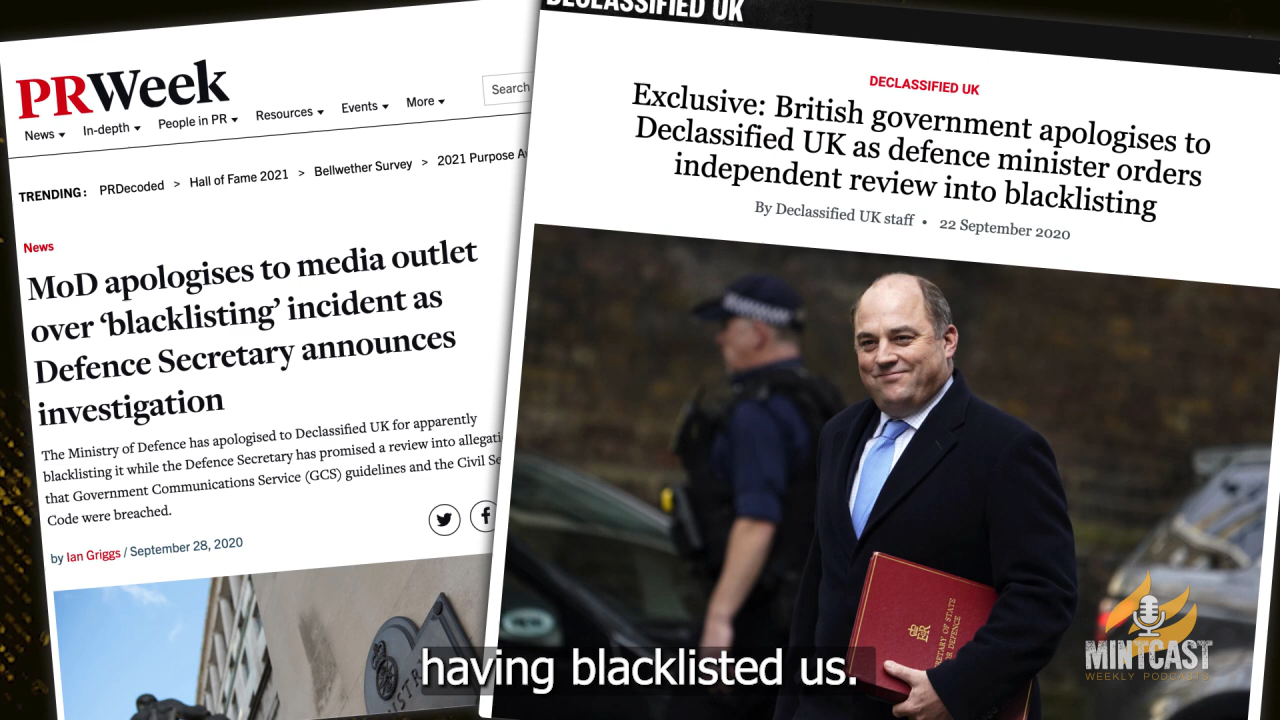 PRWeek
News In-depth People in PR Resources Events More
Search
TRENDING: PRDecoded > Hall of Fame 2021 > Bellwether Survey > 2021 Purpose
News
MoD apologises to media outlet
over ‘blacklisting’ incident as
Defence Secretary announces
investigation
The Ministry of Defence has apologised to Declassified UK for apparently
blacklisting it while the Defence Secretary has promised a review into
that Government Communications Service (GCS) guidelines and the Civil
Code were breached.
by Ian Griggs / September 28, 2020
DECLASSIFIED UK
DECLASSIFIED UK
Exclusive: British government apologises to
Declassified UK as defence minister orders
independent review into blacklisting
By Declassified UK staff • 22 September 2020
OF STATE
DEFENCE
having blacklisted us.
MINTCAST
WEEKLY PODCASTS